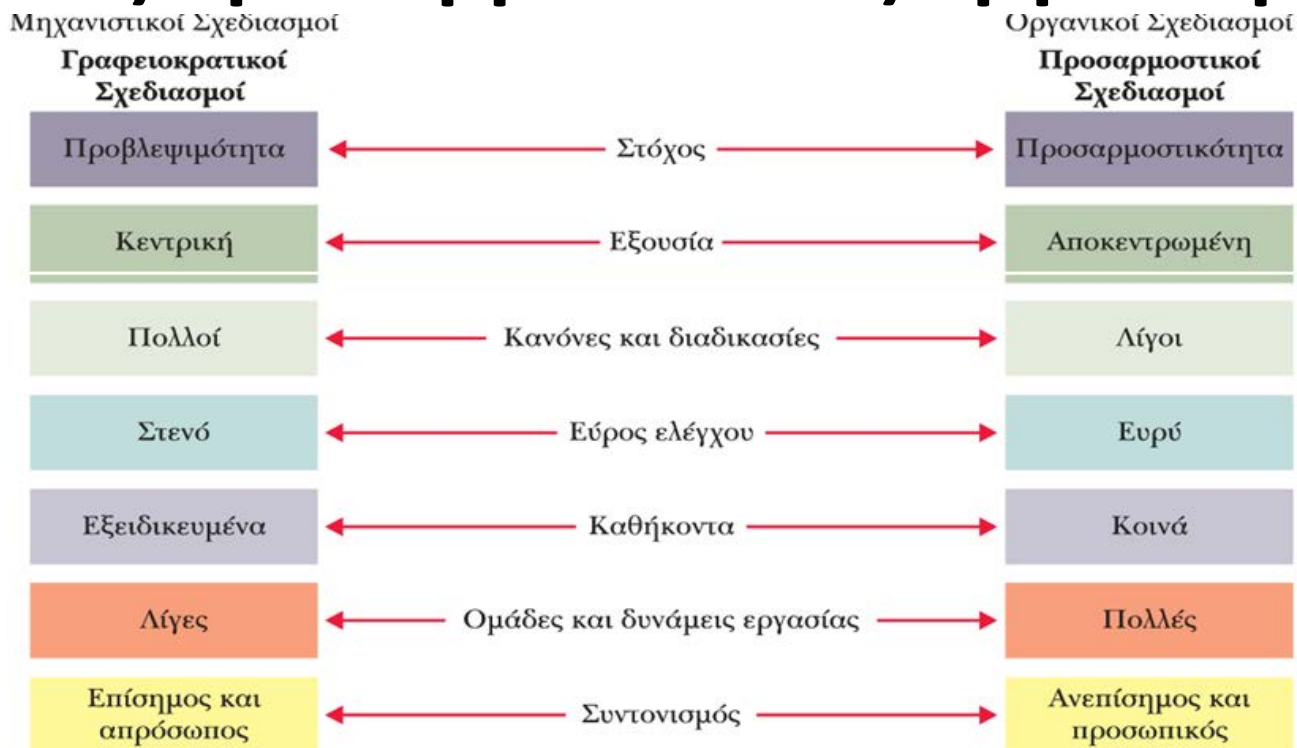 Μηχανιστικοί Σχεδιασμοί
Γραφειοκρατικοί
Σχεδιασμοί
Οργανικοί Σχεδιασμοί
Προσαρμοστικοί
Σχεδιασμοί
Προβλεψιμότητα Στόχος Προσαρμοστικότητα
Κεντρική Εξουσία Αποκεντρωμένη
Πολλοί Κανόνες και διαδικασίες Λίγοι
Στενό Εύρος ελέγχου Ευρύ
Εξειδικευμένα Καθήκοντα Κοινά
Λίγες Ομάδες και δυνάμεις εργασίας Πολλές
Επίσημος και
απρόσωπος
Συντονισμός
Ανεπίσημος και
προσωπικός